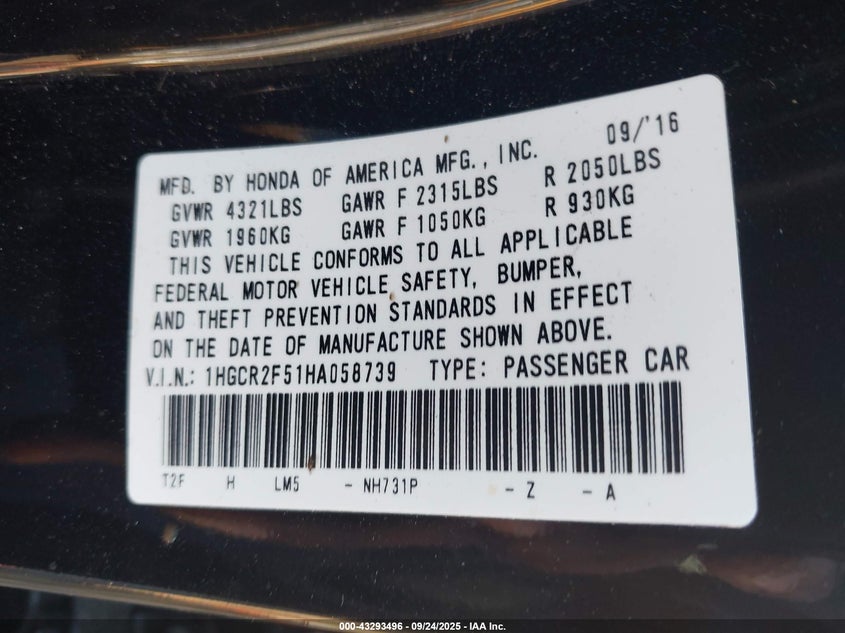 09/'16
MFD. BY HONDA OF AMERICA MFG., INC.
GVWR 4321LBS GAWR F 2315LBS R 2050LBS
GVWR 1960KG GAWR F 1050KG R 930KG
THIS VEHICLE CONFORMS TO ALL APPLICABLE
FEDERAL MOTOR VEHICLE SAFETY, BUMPER,
AND THEFT PREVENTION STANDARDS IN EFFECT
ON THE DATE OF MANUFACTURE SHOWN ABOVE.
V.I.N.: 1HGCR2F51HA058739 TYPE: PASSENGER CAR
T2F H LM5 - NH731P - Z - A
000-43293496 - 09/24/2025 - IAA Inc.